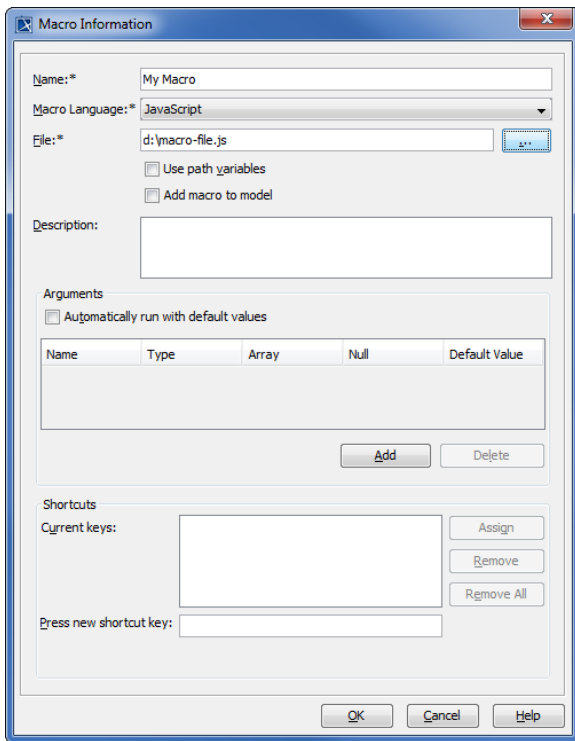 Macro Information
Name:* My Macro
Macro Language:* JavaScript
File:* d:\macro-file.js ...
Use path variables
Add macro to model
Description:
Arguments
Automatically run with default values
Name Type Array Null Default Value
Add Delete
Shortcuts
Current keys: Assign
Remove
Remove All
Press new shortcut key:
OK Cancel Help